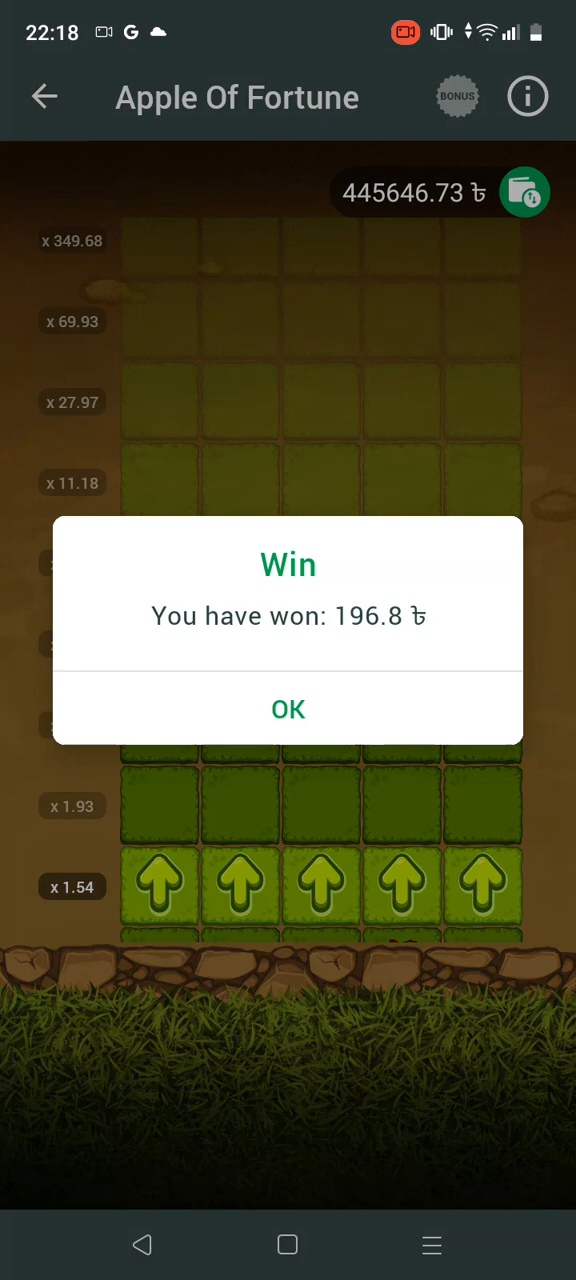 22:18 G
Apple Of Fortune BONUS
445646.73 ৳
x 349.68
x 69.93
x 27.97
x 11.18
Win
You have won: 196.8 ৳
OK
x 1.93
x 1.54